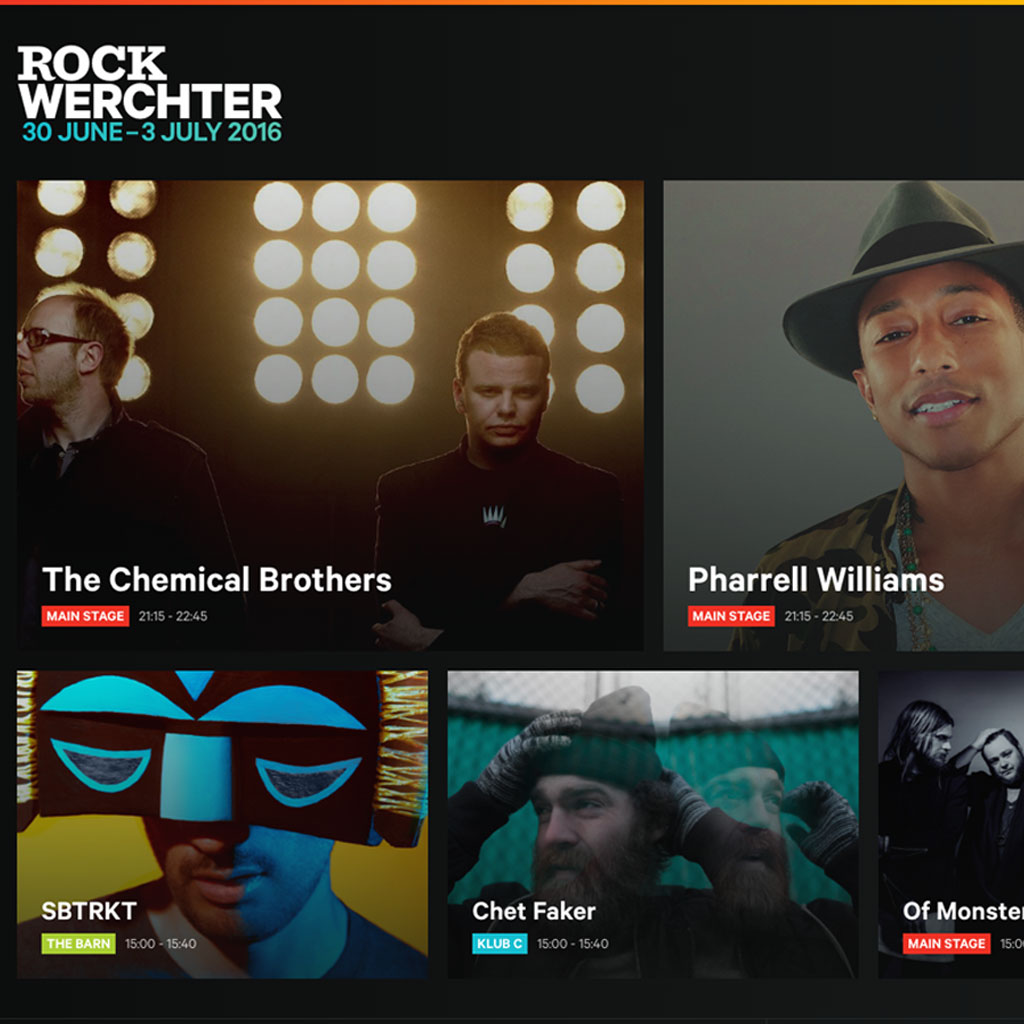 ROCK
WERCHTER
30 JUNE – 3 JULY 2016
The Chemical Brothers
MAIN STAGE 21:15 - 22:45
Pharrell Williams
MAIN STAGE 21:15 - 22:45
SBTRKT
THE BARN 15:00 - 15:40
Chet Faker
KLUB C 15:00 - 15:40
Of Monster
MAIN STAGE 15:0